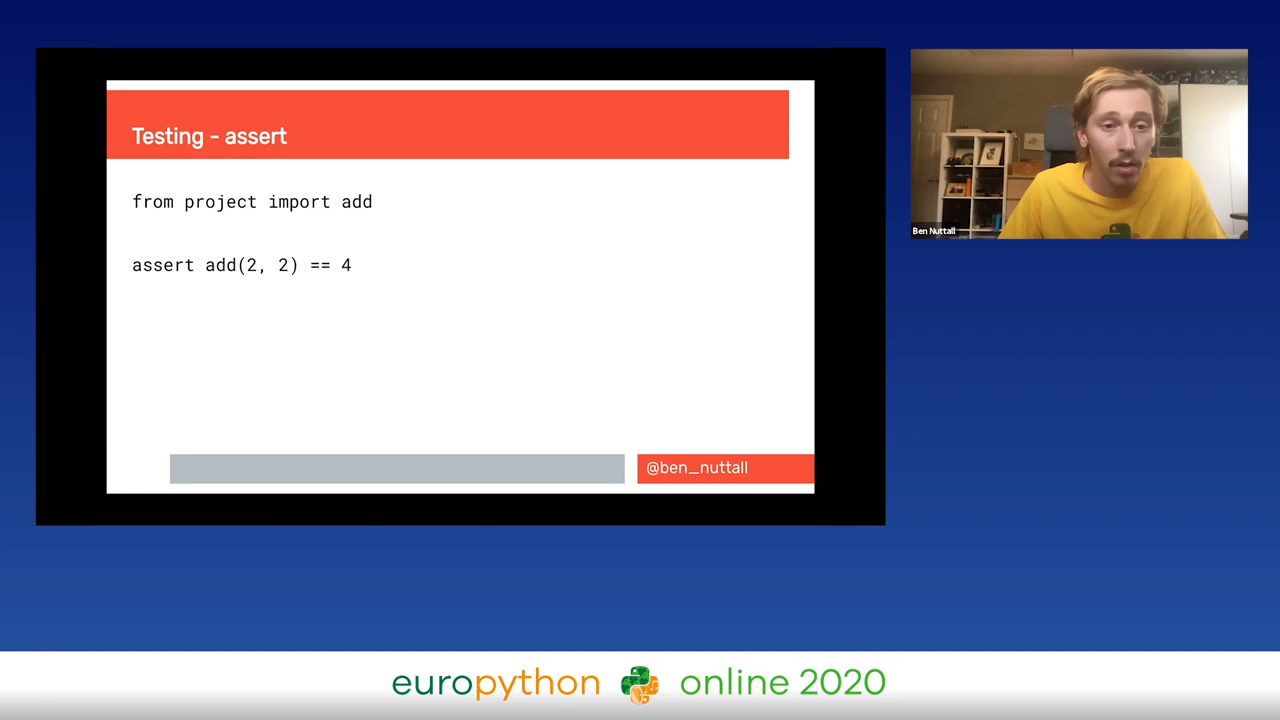 Testing - assert
from project import add
assert add(2, 2) == 4
@ben_nuttall
Ben Nuttall
europython online 2020